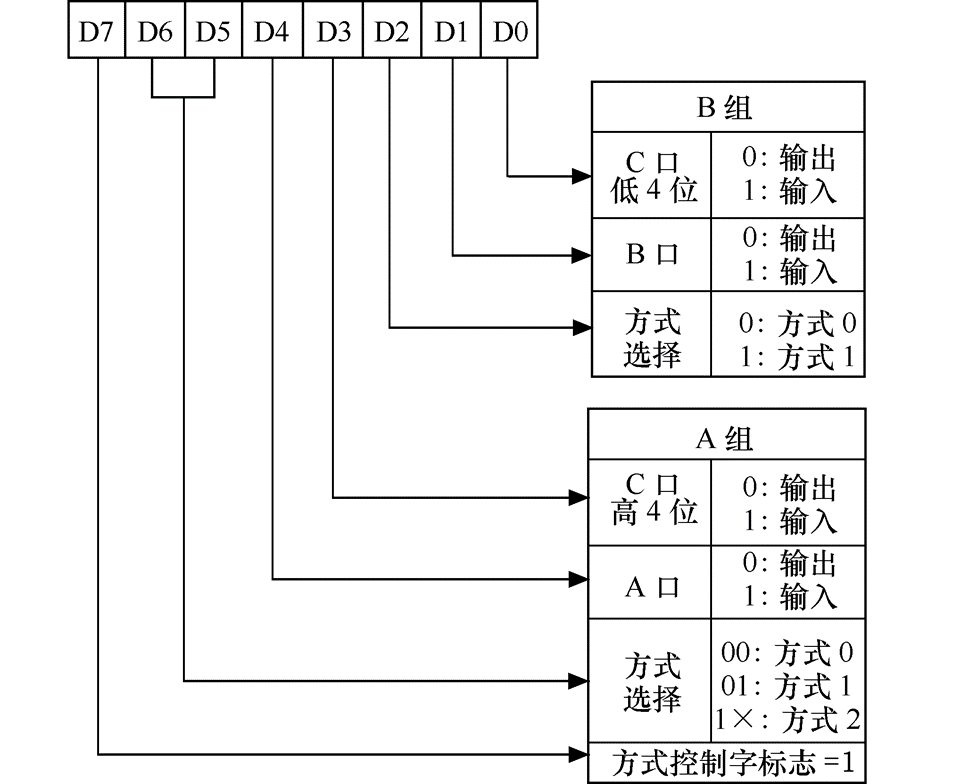 D7 D6 D5 D4 D3 D2 D1 D0
B 组
C 口
低 4 位
0: 输出
1: 输入
B 口
0: 输出
1: 输入
方式
选择
0: 方式 0
1: 方式 1
A 组
C 口
高 4 位
0: 输出
1: 输入
A 口
0: 输出
1: 输入
方式
选择
00: 方式 0
01: 方式 1
1×: 方式 2
方式控制字标志=1